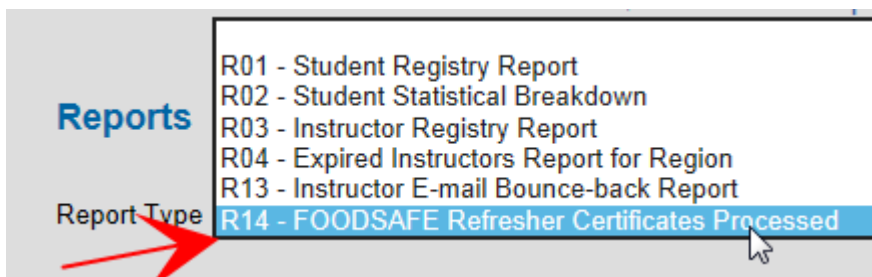 R01 - Student Registry Report
R02 - Student Statistical Breakdown
Reports
R03 - Instructor Registry Report
R04 - Expired Instructors Report for Region
R13 - Instructor E-mail Bounce-back Report
Report Type
R14 - FOODSAFE Refresher Certificates Processed